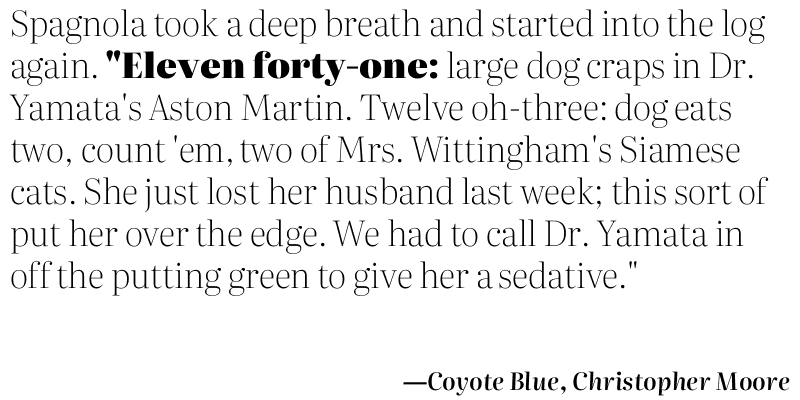 Spagnola took a deep breath and started into the log
again. "Eleven forty-one: large dog craps in Dr.
Yamata's Aston Martin. Twelve oh-three: dog eats
two, count 'em, two of Mrs. Wittingham's Siamese
cats. She just lost her husband last week; this sort of
put her over the edge. We had to call Dr. Yamata in
off the putting green to give her a sedative."
—Coyote Blue, Christopher Moore